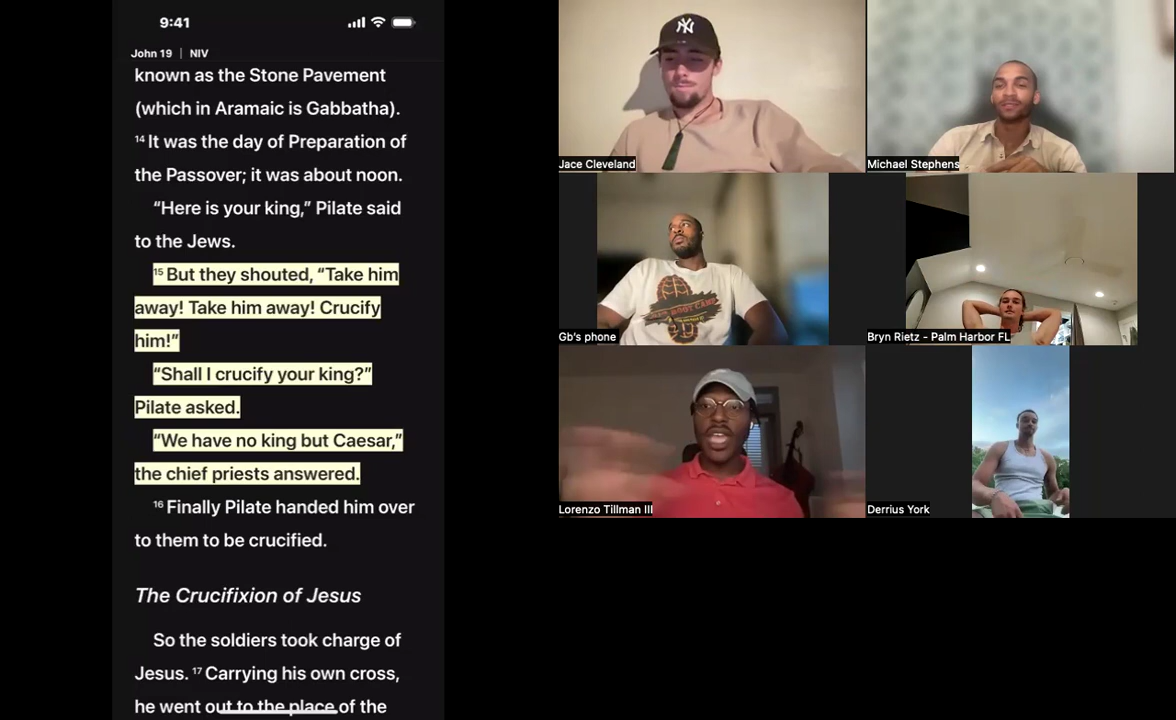 9:41
John 19 | NIV
known as the Stone Pavement
(which in Aramaic is Gabbatha).
14 It was the day of Preparation of
the Passover; it was about noon.
“Here is your king,” Pilate said
to the Jews.
15 But they shouted, “Take him
away! Take him away! Crucify
him!”
“Shall I crucify your king?”
Pilate asked.
“We have no king but Caesar,”
the chief priests answered.
16 Finally Pilate handed him over
to them to be crucified.
The Crucifixion of Jesus
So the soldiers took charge of
Jesus. 17 Carrying his own cross,
he went out to the place of the
NY
Jace Cleveland
Michael Stephens
BOOT CAMP
Gb's phone
Bryn Rietz - Palm Harbor FL
Lorenzo Tillman III
Derrius York